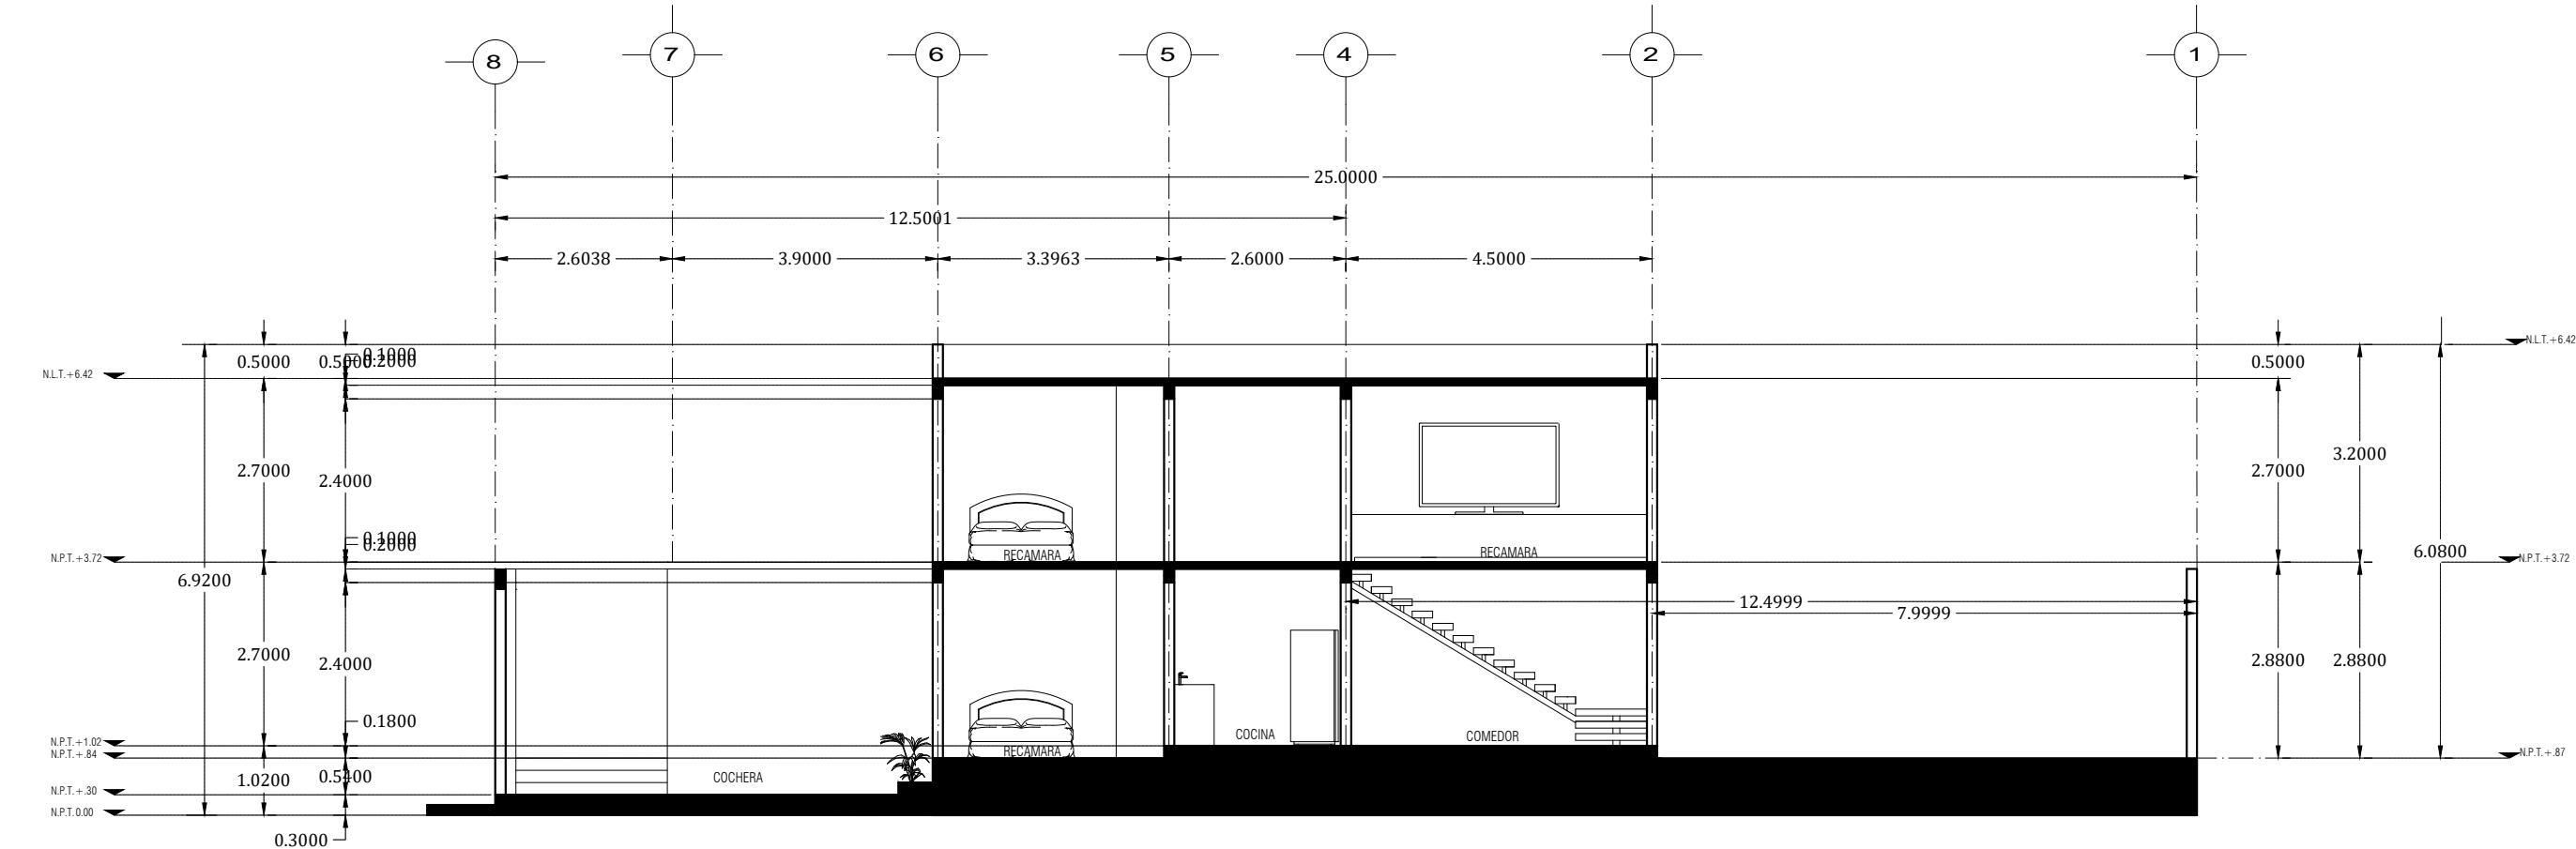 8 7 6 5 4 2 1
25.0000
12.5001
2.6038 3.9000 3.3963 2.6000 4.5000
N.L.T.+6.42
0.5000 0.5000 0.1000
0.2000
0.5000
N.L.T.+6.42
2.7000 2.4000
2.7000 3.2000
0.1000
0.2000
N.P.T.+3.72
RECAMARA
RECAMARA
6.0800
N.P.T.+3.72
6.9200
12.4999
7.9999
2.7000 2.4000
2.8800 2.8800
0.1800
N.P.T.+1.02
N.P.T.+.84
COCINA
COMEDOR
RECAMARA
N.P.T.+.87
1.0200 0.5400
COCHERA
N.P.T.+.30
N.P.T. 0.00
0.3000